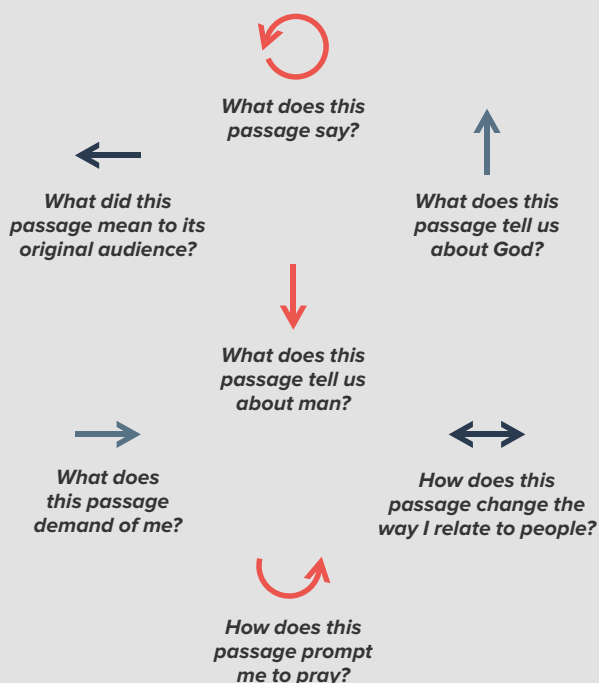 What does this
passage say?
What did this
passage mean to its
original audience?
What does this
passage tell us
about God?
What does this
passage tell us
about man?
What does
this passage
demand of me?
How does this
passage change the
way I relate to people?
How does this
passage prompt
me to pray?